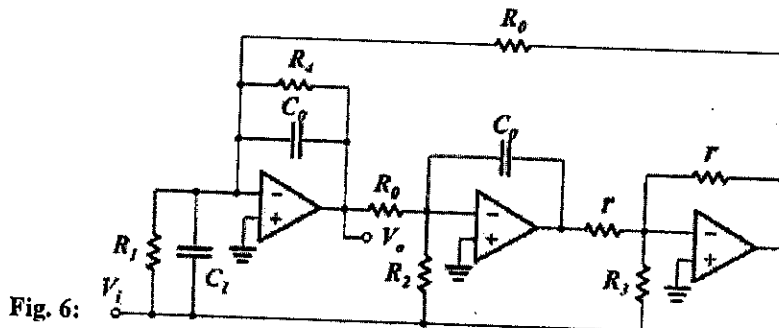 R₀
R₄
C₀
C₀
r
R₀
r
R₁
C₁
Vₒ
R₂
R₃
Fig. 6: Vᵢ